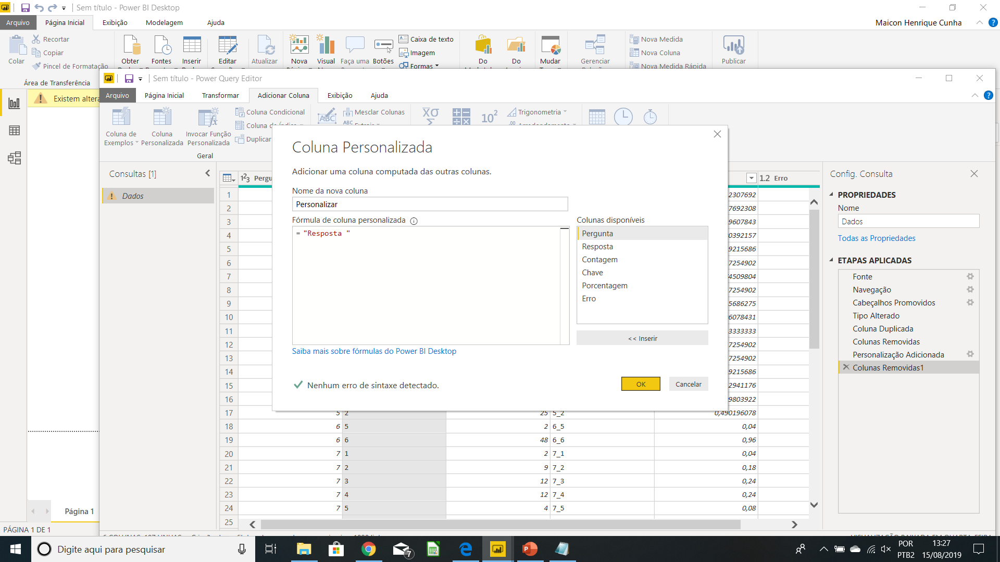 Sem título - Power BI Desktop
Arquivo
Página Inicial
Exibição
Modelagem
Ajuda
Maicon Henrique Cunha
Colar
Recortar
Copiar
Pincel de Formatação
Área de Transferência
Obter
Fontes
Inserir
Editar
Atualizar
Nova
Visual
Faça uma
Botões
Caixa de texto
Imagem
Formas
Do
Do
Mudar
Gerenciar
Nova Medida
Nova Coluna
Nova Medida Rápida
Publicar
Existem altera
Sem título - Power Query Editor
Arquivo
Página Inicial
Transformar
Adicionar Coluna
Exibição
Ajuda
Coluna de
Exemplos
Coluna
Personalizada
Invocar Função
Personalizada
Coluna Condicional
Coluna de Índice
Duplicar
Geral
ABC
Mesclar Colunas
ABC
Extrair
XΟ
Σ
10²
Trigonometria
.00 Arredondamento
Consultas [1]
Dados
Coluna Personalizada
Adicionar uma coluna computada das outras colunas.
Nome da nova coluna
Personalizar
Fórmula de coluna personalizada
= "Resposta "
Colunas disponíveis
Pergunta
Resposta
Contagem
Chave
Porcentagem
Erro
<< Inserir
Saiba mais sobre fórmulas do Power BI Desktop
Nenhum erro de sintaxe detectado.
OK
Cancelar
1²3 Pergu
1.2 Erro
1 2307692
2 7692308
3 9607843
4 0392157
5 9215686
6 7254902
7 4509804
8 7254902
9 5686275
10 6078431
11 3333333
12 7254902
13 7254902
14 9215686
15 2941176
16 9803922
17 5 2 25 5_2 0,490196078
18 6 5 2 6_5 0,04
19 6 6 48 6_6 0,96
20 7 1 2 7_1 0,04
21 7 2 9 7_2 0,18
22 7 3 12 7_3 0,24
23 7 4 12 7_4 0,24
24 7 5 4 7_5 0,08
25
Config. Consulta
PROPRIEDADES
Nome
Dados
Todas as Propriedades
ETAPAS APLICADAS
Fonte
Navegação
Cabeçalhos Promovidos
Tipo Alterado
Coluna Duplicada
Colunas Removidas
Personalização Adicionada
Colunas Removidas1
Página 1
PÁGINA 1 DE 1
Digite aqui para pesquisar
7
POR
PTB2
13:27
15/08/2019